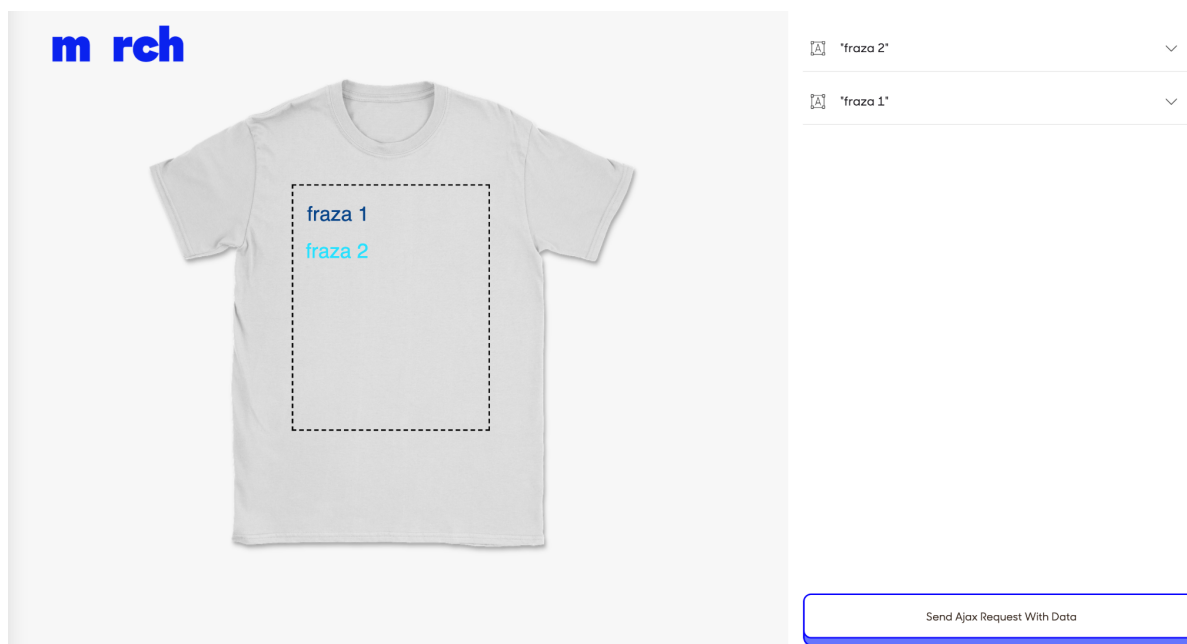 m rch
fraza 1
fraza 2
"fraza 2"
"fraza 1"
Send Ajax Request With Data